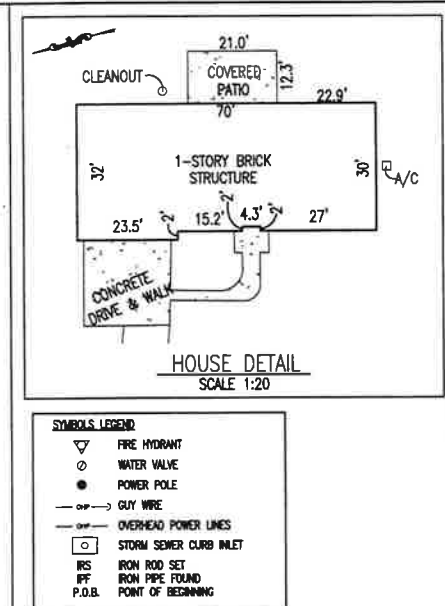 21.0'
CLEANOUT
COVERED
PATIO
12.3'
22.9'
70'
1-STORY BRICK
STRUCTURE
32'
30'
A/C
23.5'
2'
15.2'
2'
4.3'
2'
27'
CONCRETE
DRIVE & WALK
HOUSE DETAIL
SCALE 1:20
SYMBOLS LEGEND
FIRE HYDRANT
WATER VALVE
POWER POLE
OHP GUY WIRE
OHP OVERHEAD POWER LINES
STORM SEWER CURB INLET
IRS IRON ROD SET
IPF IRON PIPE FOUND
P.O.B. POINT OF BEGINNING